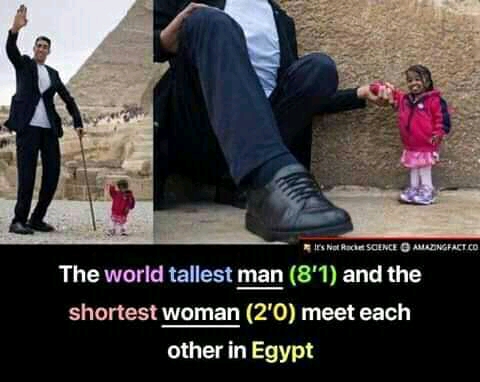 It's Not Rocket SCIENCE AMAZINGFACT.CO
The world tallest man (8'1) and the
shortest woman (2'0) meet each
other in Egypt